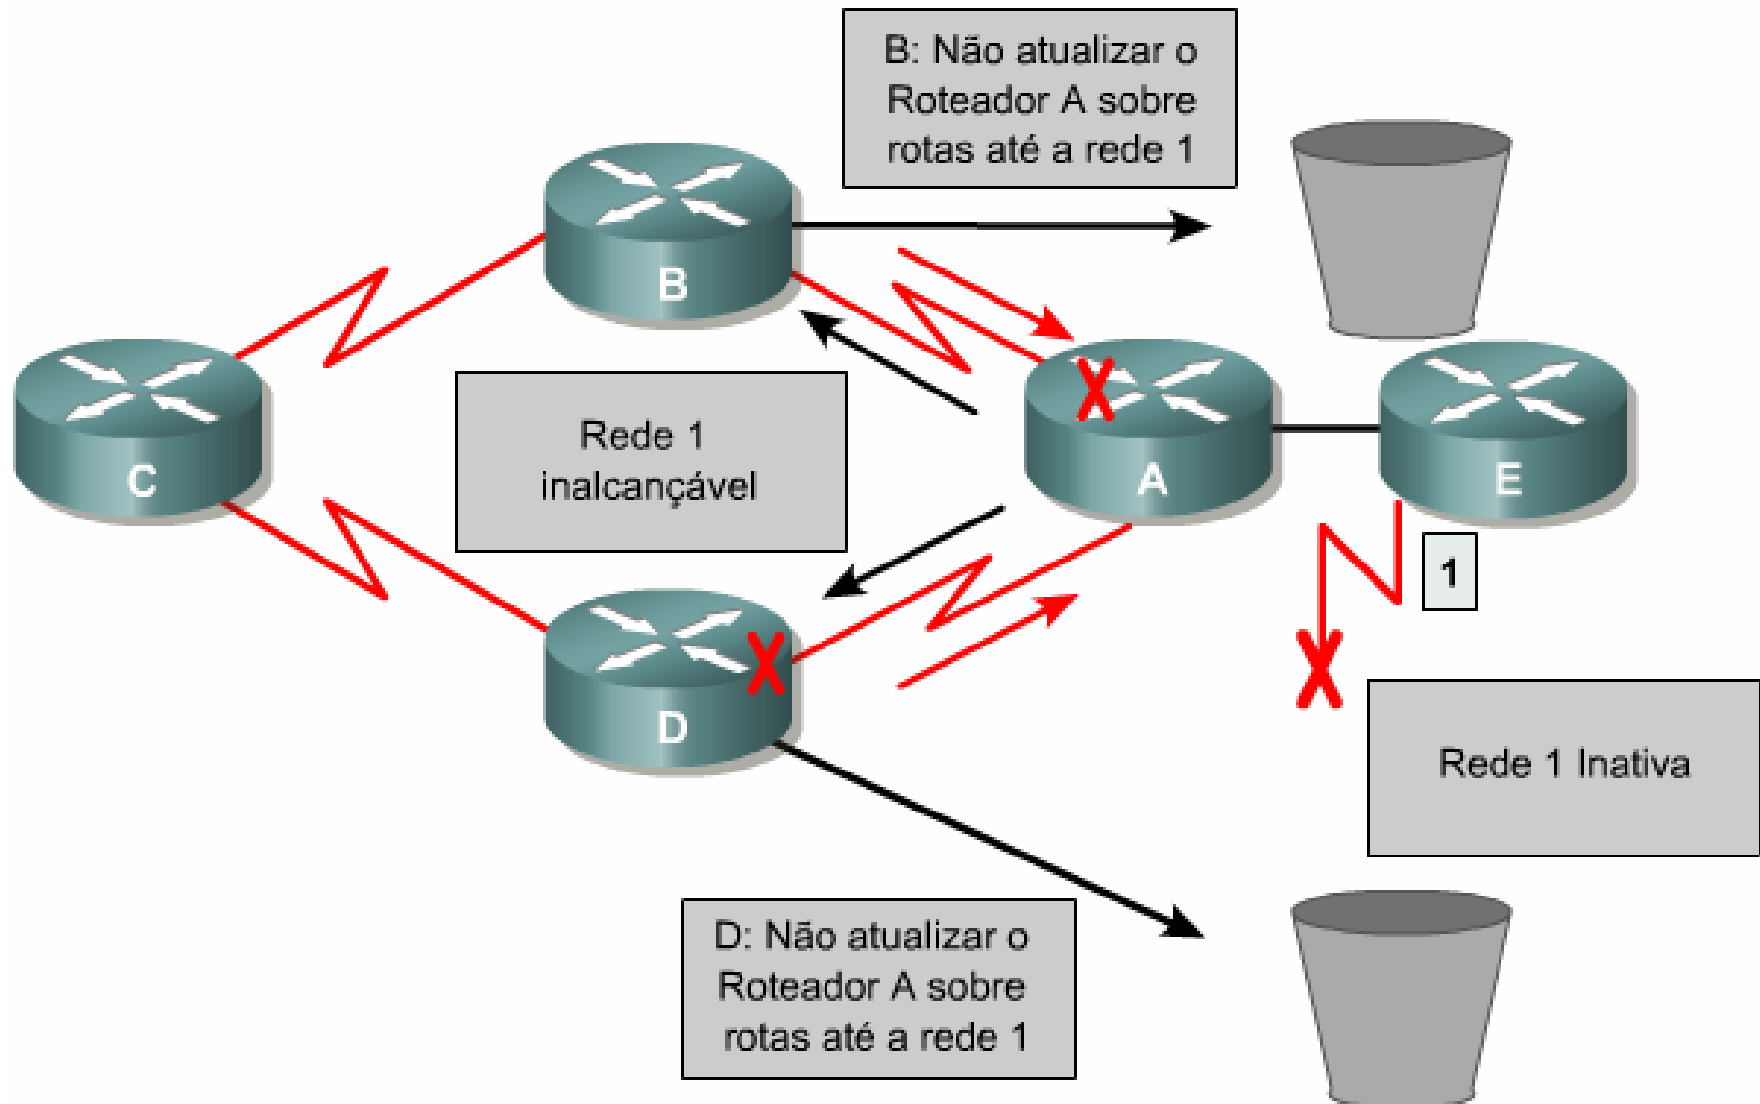 B: Não atualizar o
Roteador A sobre
rotas até a rede 1
B
C
Rede 1
inalcançável
A
E
1
D
Rede 1 Inativa
D: Não atualizar o
Roteador A sobre
rotas até a rede 1